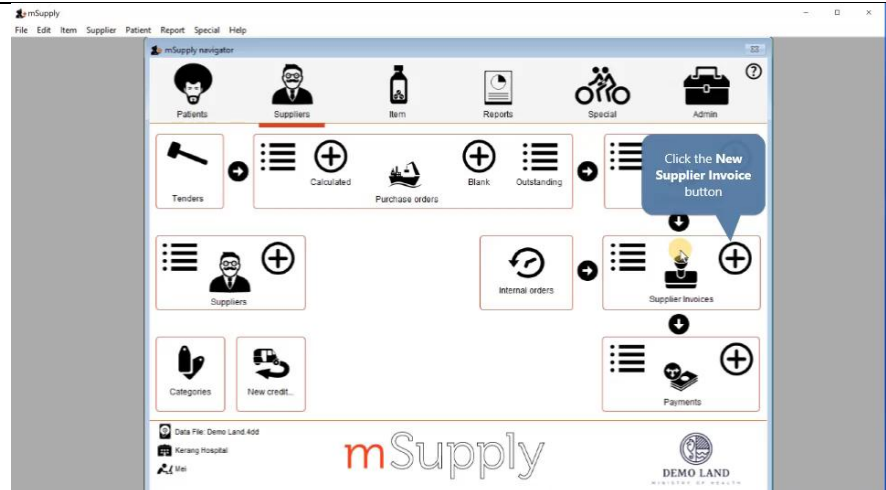 mSupply
File Edit Item Supplier Patient Report Special Help
mSupply navigator
Patients Suppliers Item Reports Special Admin
?
Click the New
Supplier Invoice
button
Tenders
Calculated
Purchase orders
Blank
Outstanding
Suppliers
Internal orders
Supplier Invoices
Categories
New credit...
Payments
Data File: Demo Land.4dd
Kerang Hospital
Mei
mSupply
DEMO LAND
MINISTRY OF HEALTH